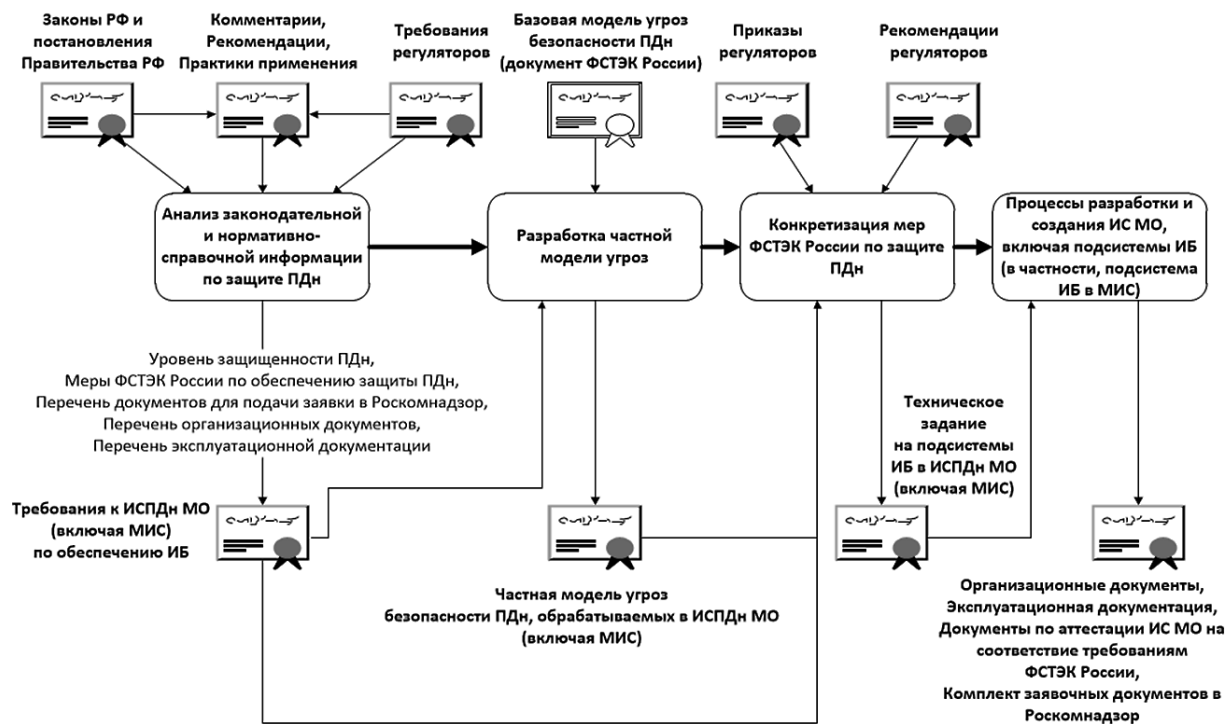 Законы РФ и
постановления
Правительства РФ
Комментарии,
Рекомендации,
Практики применения
Требования
регуляторов
Базовая модель угроз
безопасности ПДн
(документ ФСТЭК России)
Приказы
регуляторов
Рекомендации
регуляторов
Анализ законодательной
и нормативно-
справочной информации
по защите ПДн
Разработка частной
модели угроз
Конкретизация мер
ФСТЭК России по защите
ПДн
Процессы разработки и
создания ИС МО,
включая подсистемы ИБ
(в частности, подсистема
ИБ в МИС)
Уровень защищенности ПДн,
Меры ФСТЭК России по обеспечению защиты ПДн,
Перечень документов для подачи заявки в Роскомнадзор,
Перечень организационных документов,
Перечень эксплуатационной документации
Техническое
задание
на подсистемы
ИБ в ИСПДн МО
(включая МИС)
Требования к ИСПДн МО
(включая МИС)
по обеспечению ИБ
Частная модель угроз
безопасности ПДн, обрабатываемых в ИСПДн МО
(включая МИС)
Организационные документы,
Эксплуатационная документация,
Документы по аттестации ИС МО на
соответствие требованиям
ФСТЭК России,
Комплект заявочных документов в
Роскомнадзор